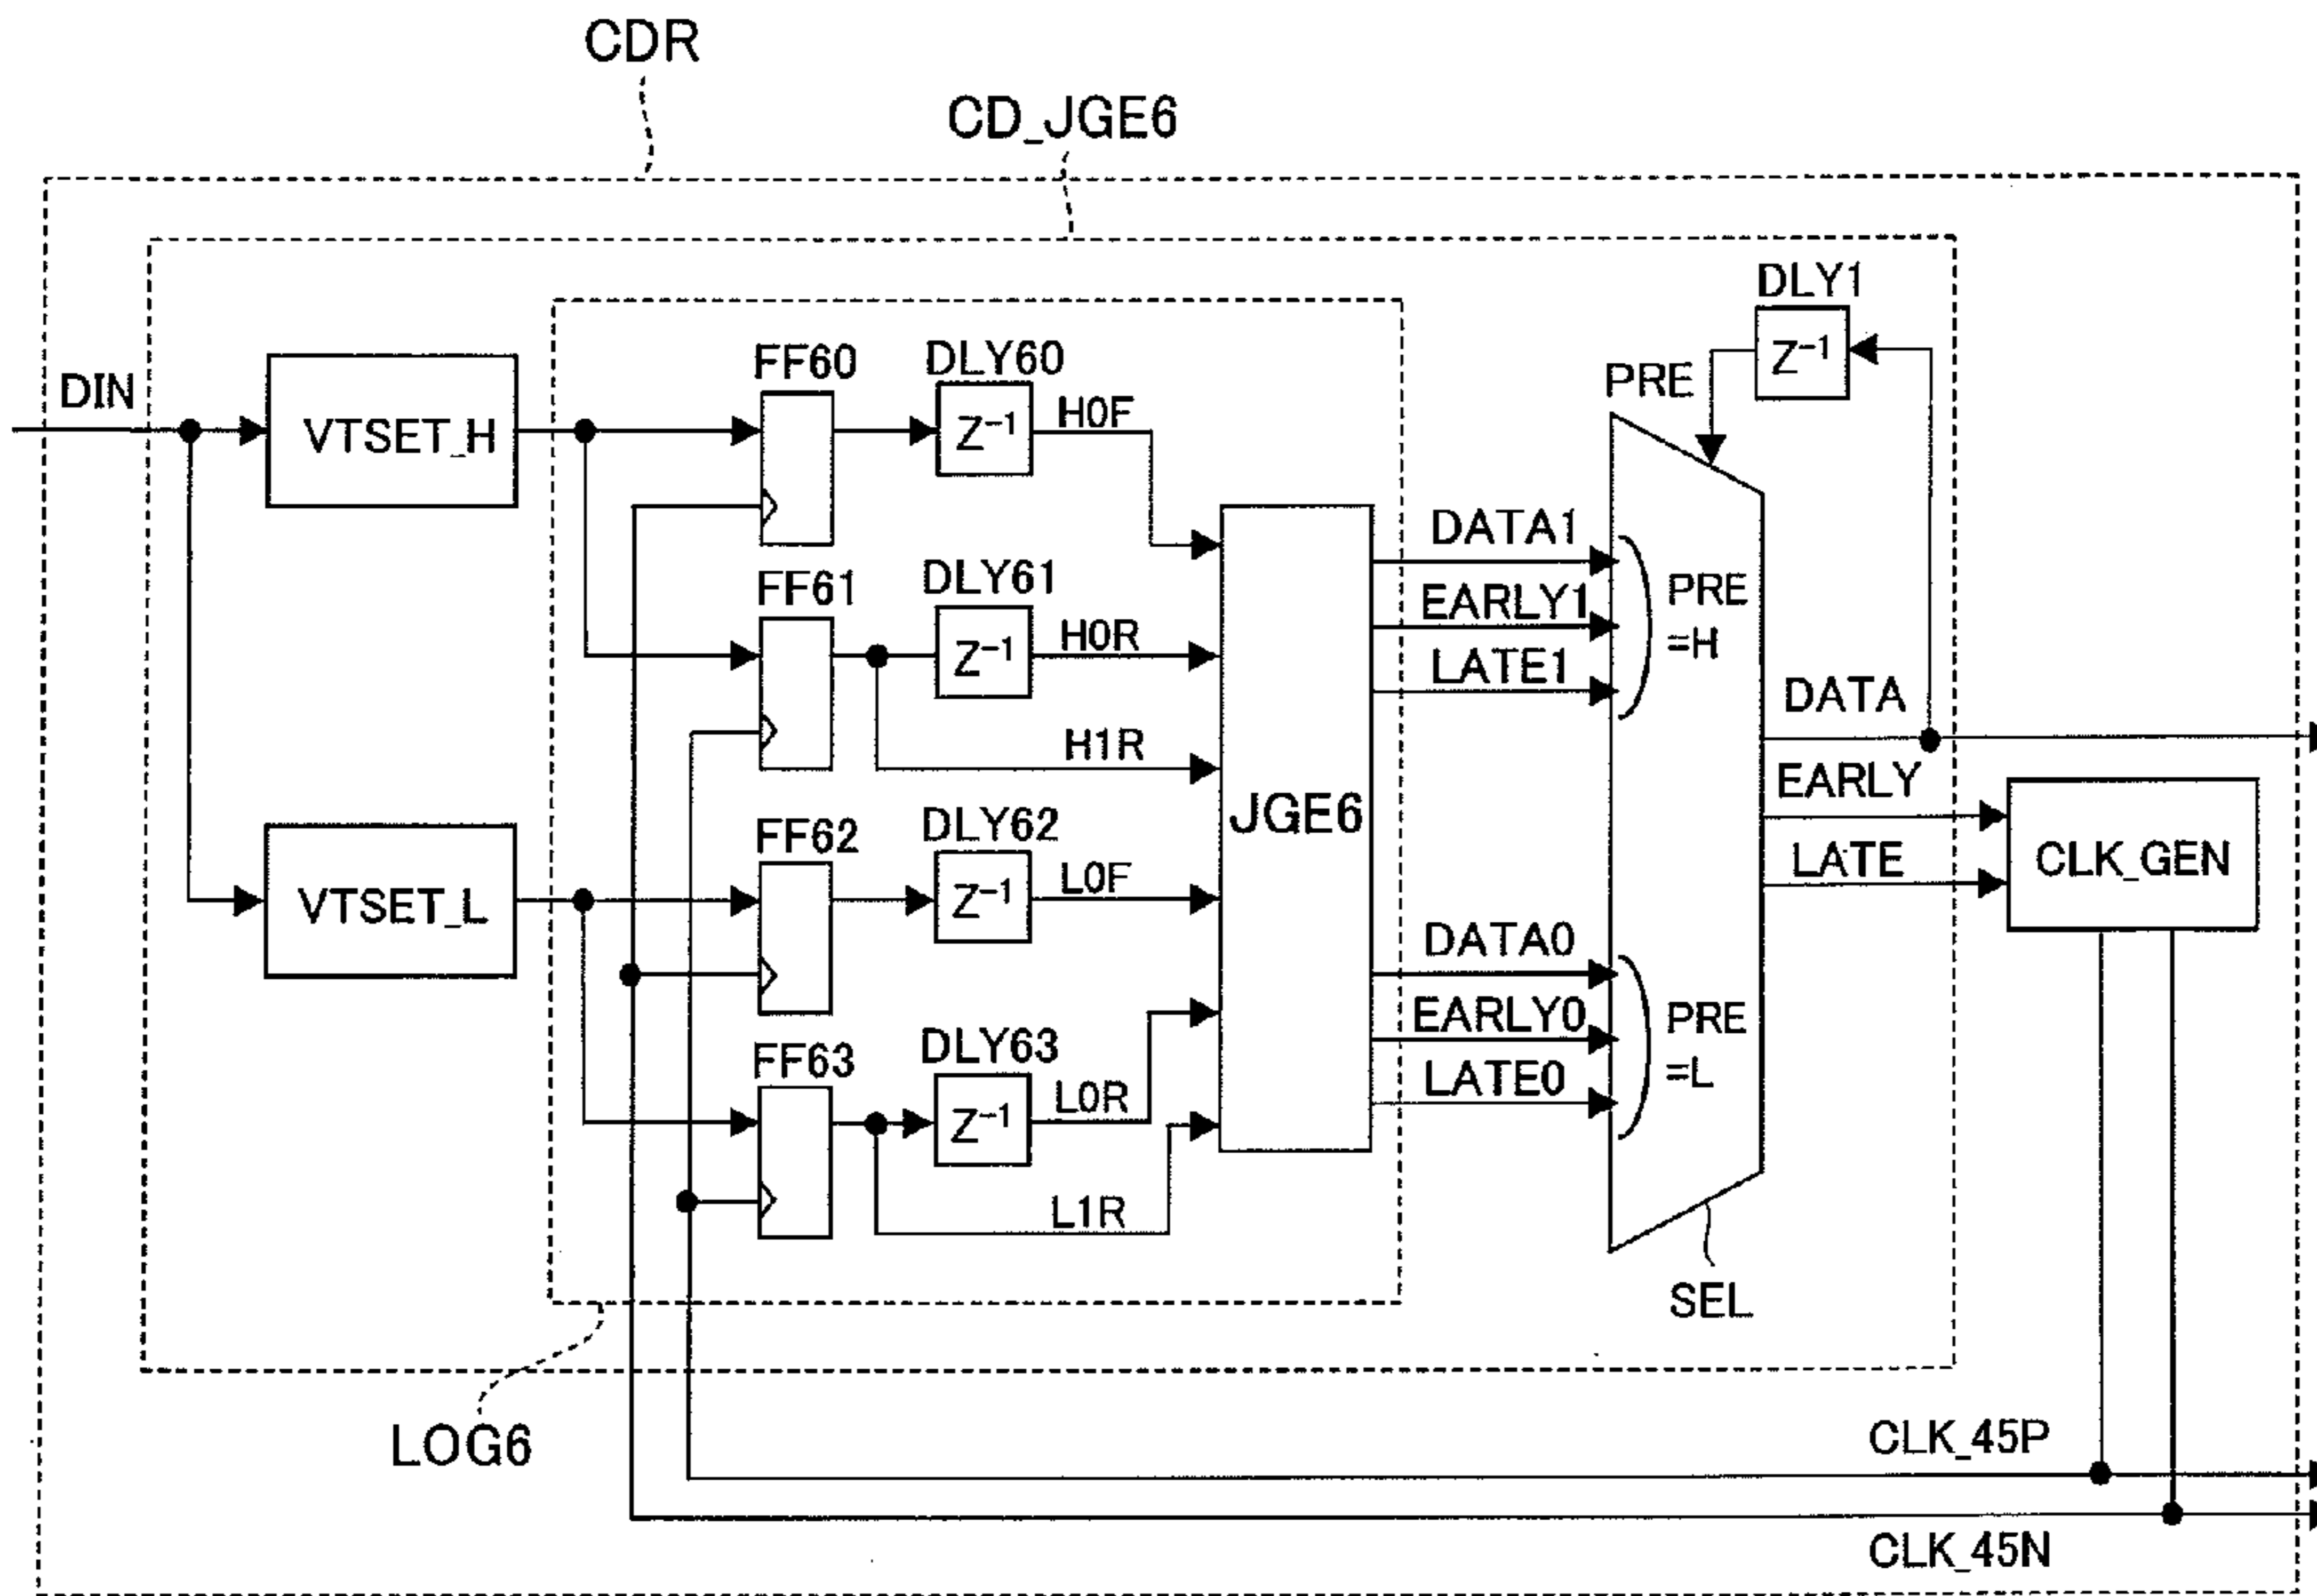 CDR
CD_JGE6
DLY1
Z⁻¹
PRE
DIN
VTSET_H
FF60
DLY60
Z⁻¹
H0F
FF61
DLY61
Z⁻¹
H0R
H1R
DATA1
EARLY1
LATE1
PRE
=H
DATA
EARLY
LATE
CLK_GEN
JGE6
VTSET_L
FF62
DLY62
Z⁻¹
L0F
FF63
DLY63
Z⁻¹
L0R
L1R
DATA0
EARLY0
LATE0
PRE
=L
SEL
LOG6
CLK_45P
CLK_45N